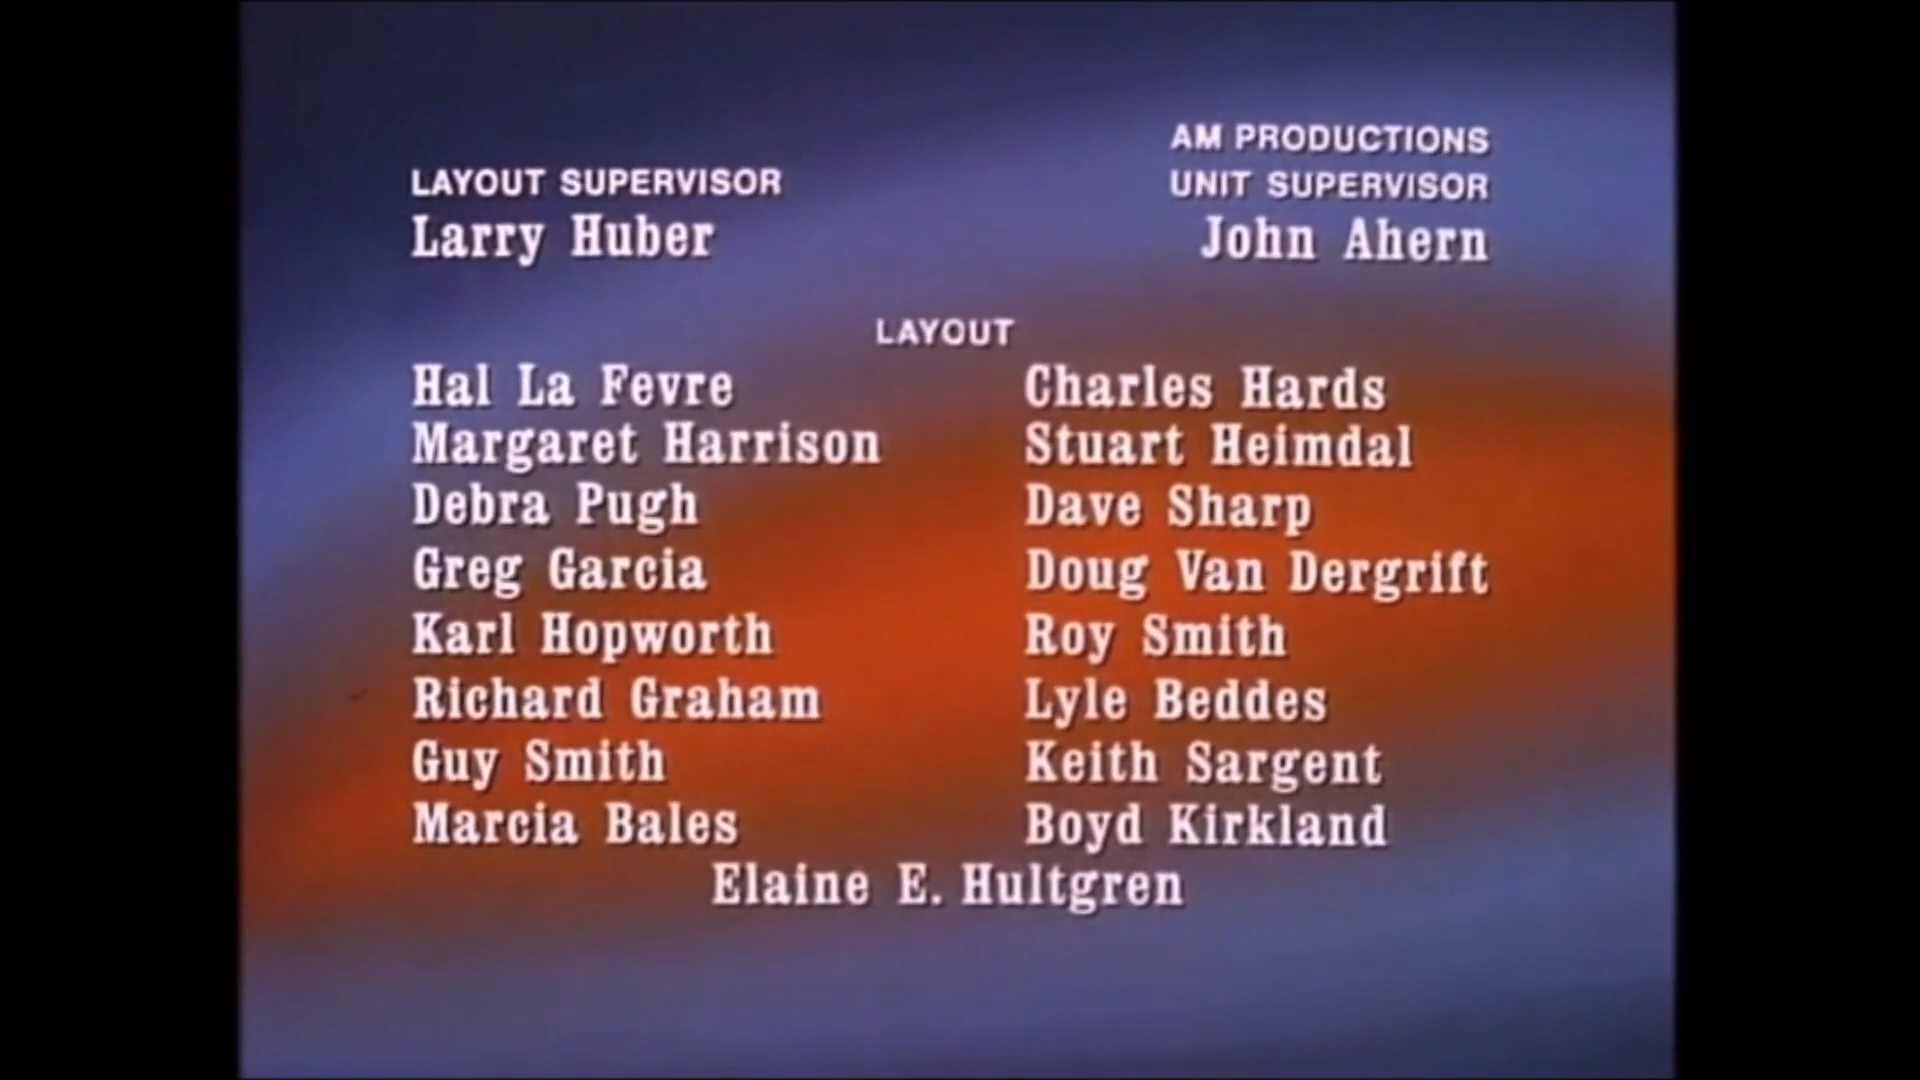 LAYOUT SUPERVISOR
Larry Huber
AM PRODUCTIONS
UNIT SUPERVISOR
John Ahern
LAYOUT
Hal La Fevre
Margaret Harrison
Debra Pugh
Greg Garcia
Karl Hopworth
Richard Graham
Guy Smith
Marcia Bales
Charles Hards
Stuart Heimdal
Dave Sharp
Doug Van Dergrift
Roy Smith
Lyle Beddes
Keith Sargent
Boyd Kirkland
Elaine E. Hultgren